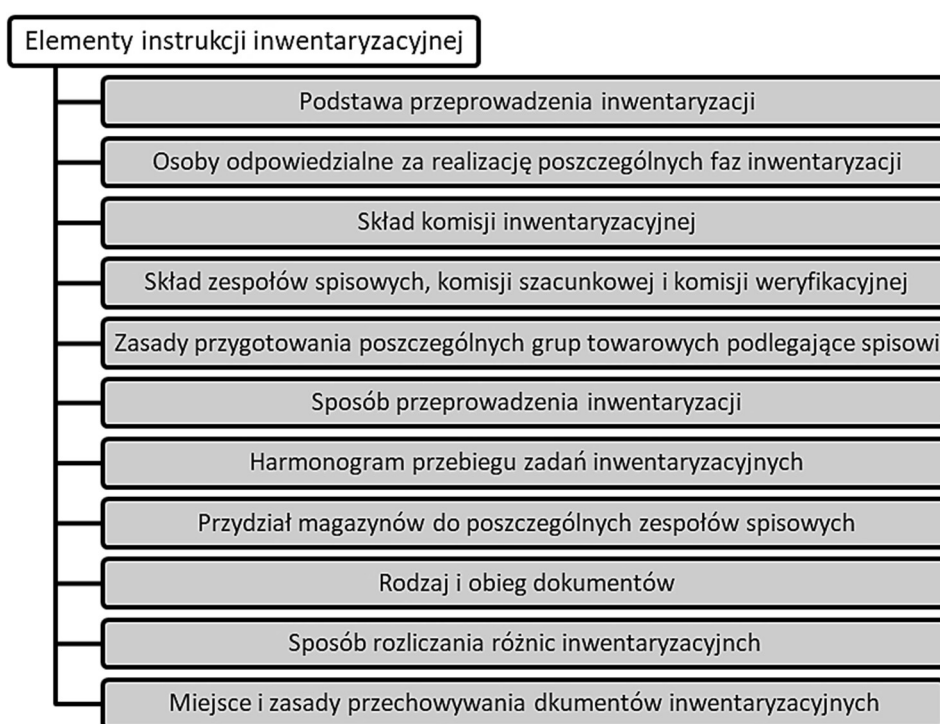 Elementy instrukcji inwentaryzacyjnej
Podstawa przeprowadzenia inwentaryzacji
Osoby odpowiedzialne za realizację poszczególnych faz inwentaryzacji
Skład komisji inwentaryzacyjnej
Skład zespołów spisowych, komisji szacunkowej i komisji weryfikacyjnej
Zasady przygotowania poszczególnych grup towarowych podlegające spisowi
Sposób przeprowadzenia inwentaryzacji
Harmonogram przebiegu zadań inwentaryzacyjnych
Przydział magazynów do poszczególnych zespołów spisowych
Rodzaj i obieg dokumentów
Sposób rozliczania różnic inwentaryzacyjnch
Miejsce i zasady przechowywania dkumentów inwentaryzacyjnych